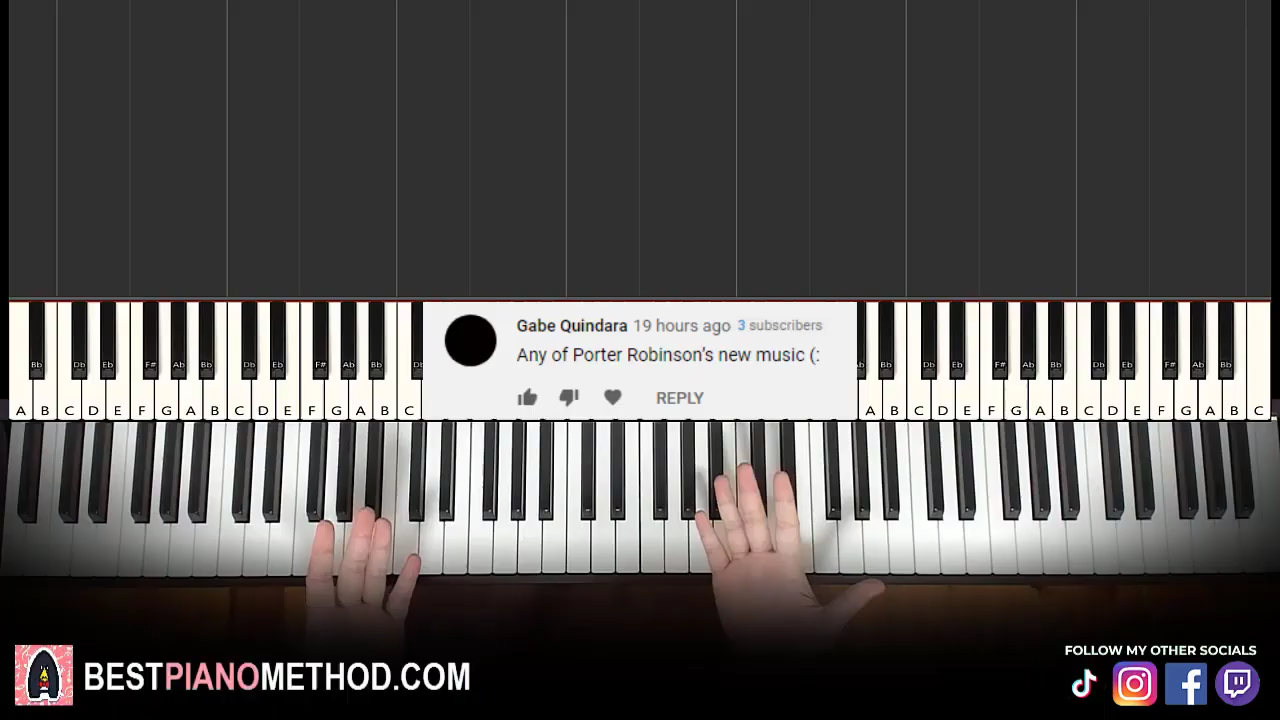 Bb Db Eb F# Ab Bb Db Eb F# Ab Bb Db Ab Bb Db Eb F# Ab Bb Db Eb F# Ab Bb
A B C D E F G A B C D E F G A B C A B C D E F G A B C D E F G A B C
Gabe Quindara 19 hours ago 3 subscribers
Any of Porter Robinson's new music (:
REPLY
BESTPIANOMETHOD.COM
FOLLOW MY OTHER SOCIALS